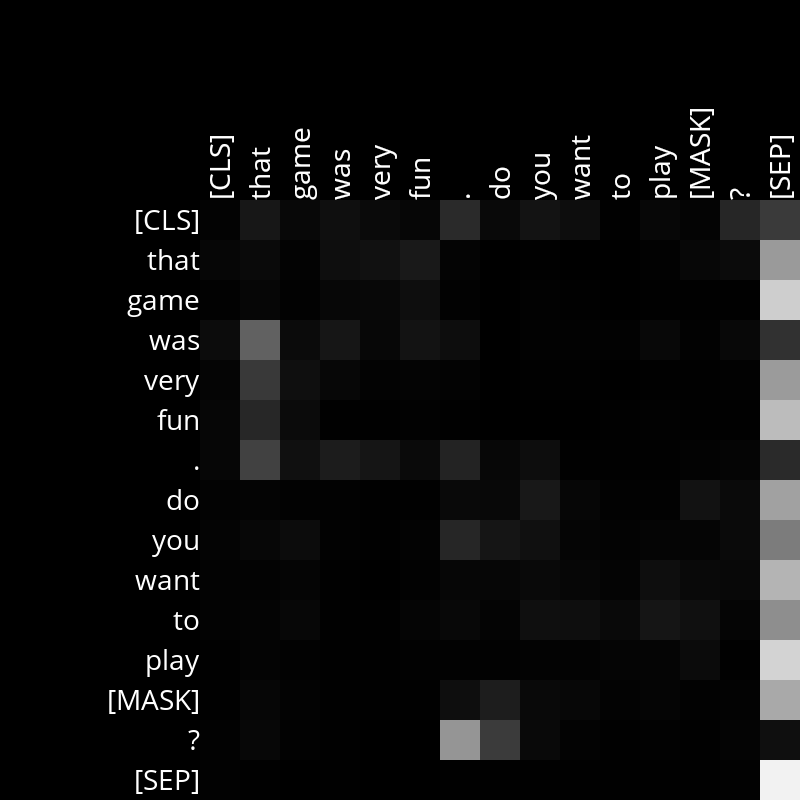 [CLS] that game was very fun . do you want to play [MASK] ? [SEP]
[CLS]
that
game
was
very
fun
.
do
you
want
to
play
[MASK]
?
[SEP]